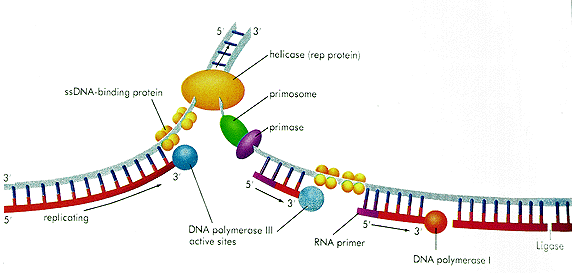 5' 3'
helicase (rep protein)
ssDNA-binding protein
primosome
primase
3'
3'
5'
replicating
5' 3'
DNA polymerase III
active sites
RNA primer
5' 3'
DNA polymerase I
Ligase